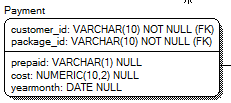 Payment
customer_id: VARCHAR(10) NOT NULL (FK)
package_id: VARCHAR(10) NOT NULL (FK)
prepaid: VARCHAR(1) NULL
cost: NUMERIC(10,2) NULL
yearmonth: DATE NULL